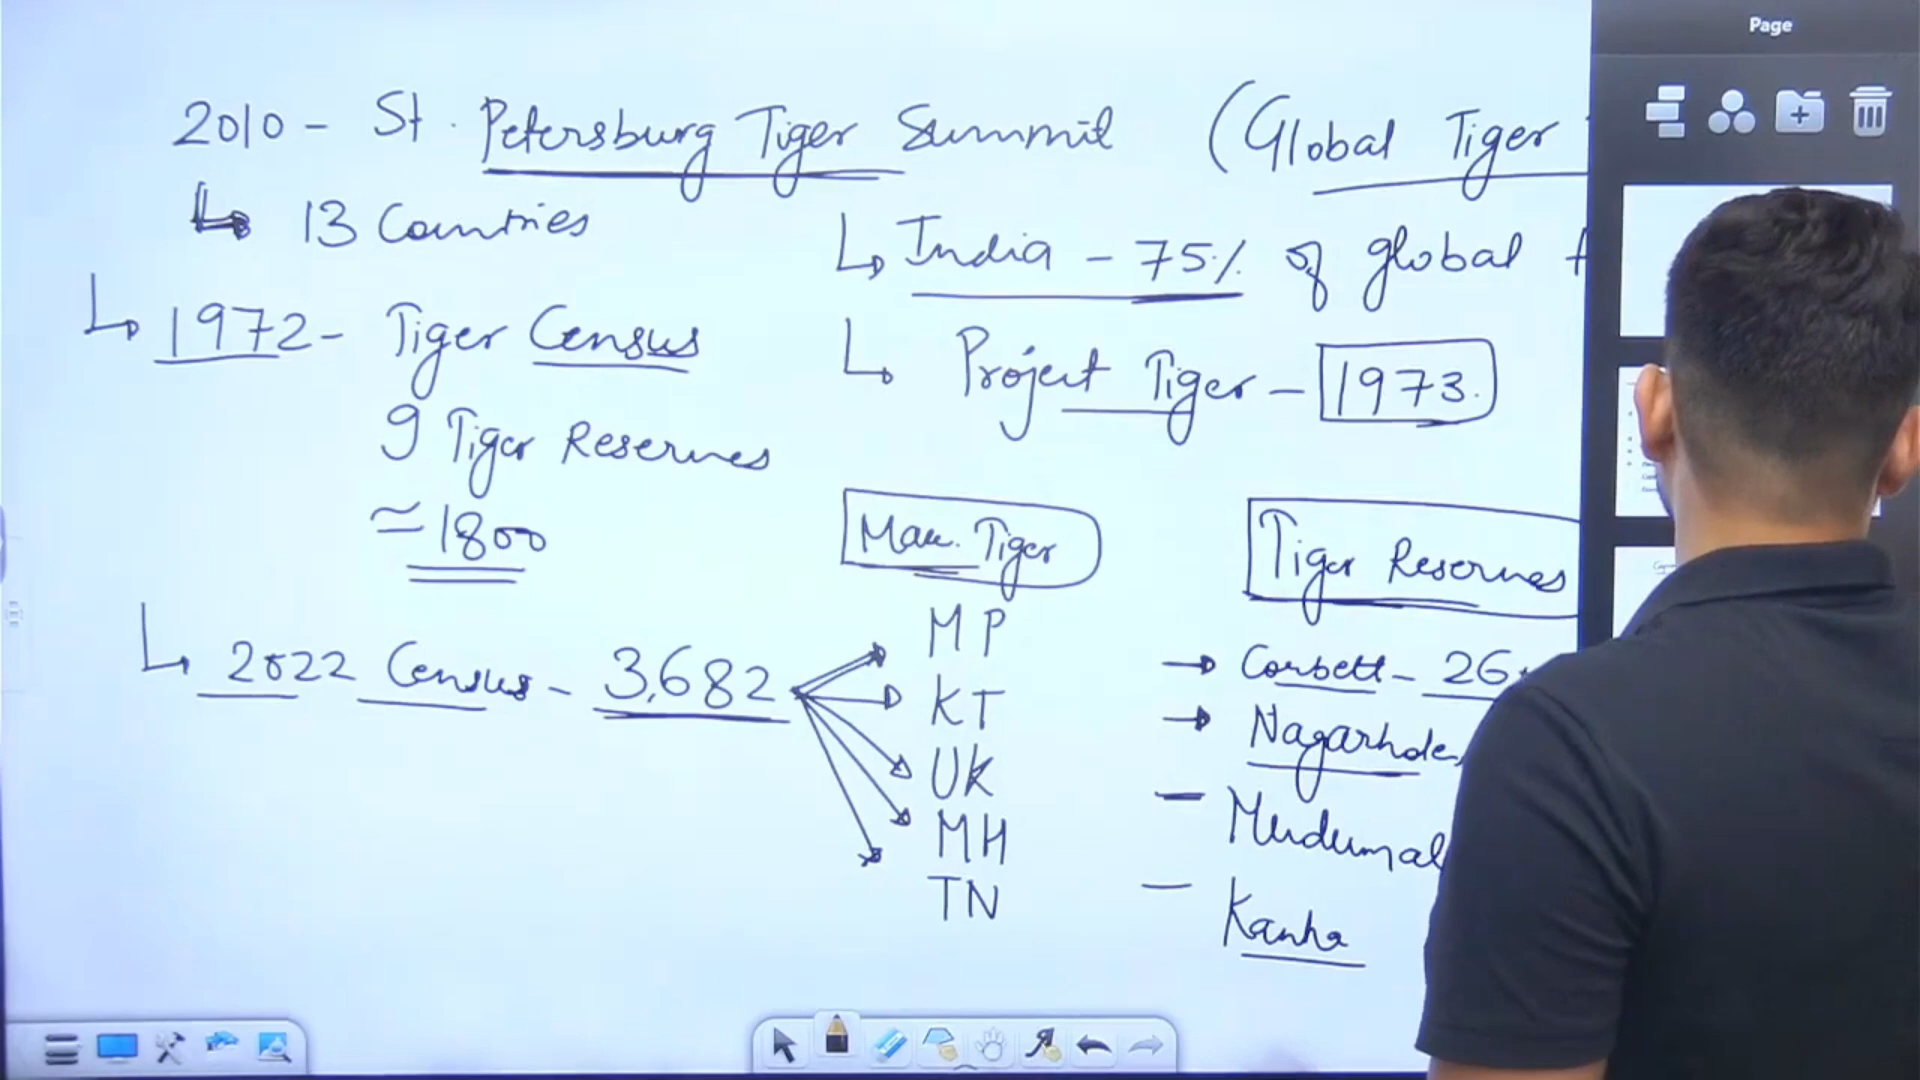 Page
2010 - St. Petersburg Tiger Summit (Global Tiger
↳ 13 Countries
↳ India - 75% of global
↳ 1972 - Tiger Census
↳ Project Tiger - 1973.
9 Tiger Reserves
≃ 1800
Max. Tiger
Tiger Reserves
↳ 2022 Census - 3,682
MP
KT
UK
MH
TN
→ Corbett - 26
→ Nagarhole
- Mudumal
- Kanha